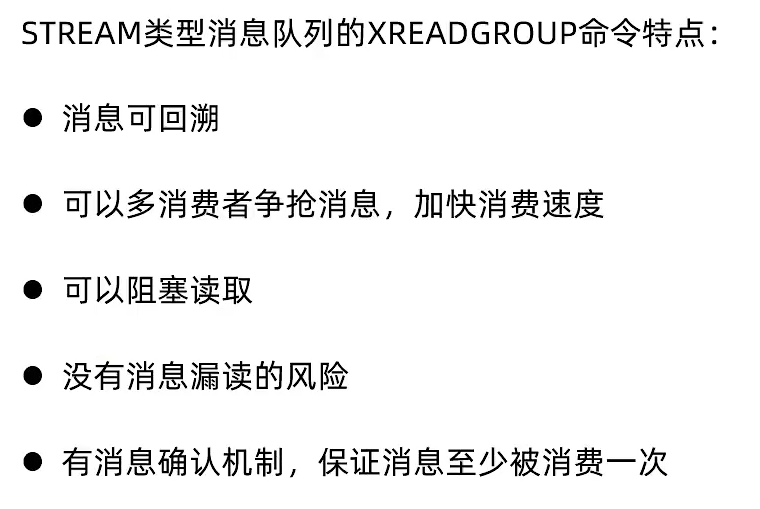 STREAM类型消息队列的XREADGROUP命令特点：
● 消息可回溯
● 可以多消费者争抢消息，加快消费速度
● 可以阻塞读取
● 没有消息漏读的风险
● 有消息确认机制，保证消息至少被消费一次